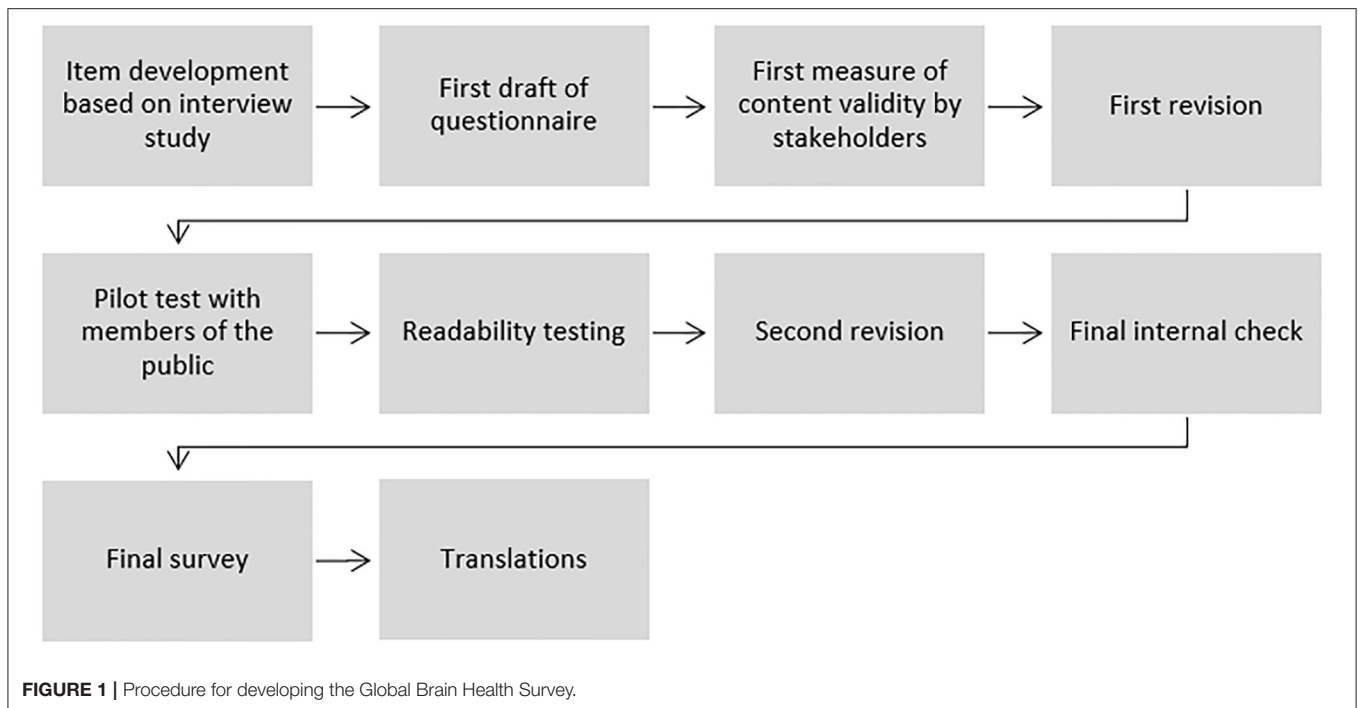 Item development
based on interview
study
First draft of
questionnaire
First measure of
content validity by
stakeholders
First revision
Pilot test with
members of the
public
Readability testing
Second revision
Final internal check
Final survey
Translations
FIGURE 1 | Procedure for developing the Global Brain Health Survey.